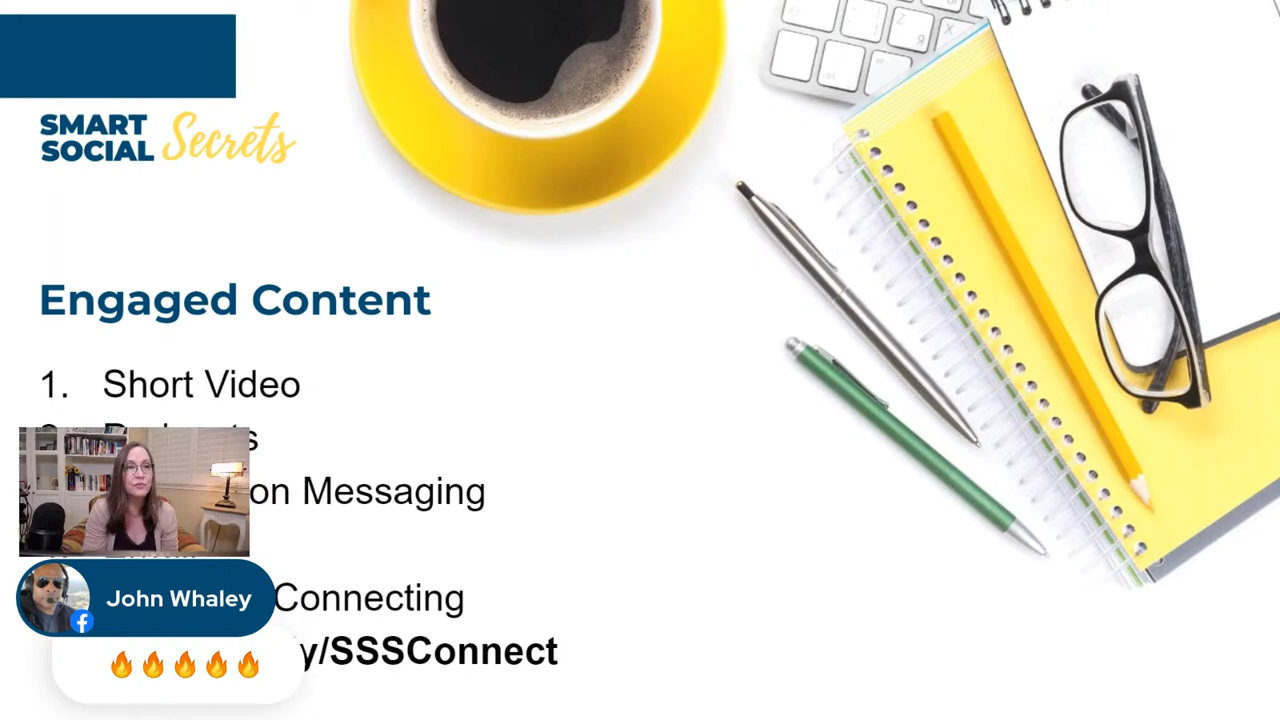 SMART
SOCIAL Secrets
Engaged Content
1. Short Video
on Messaging
John Whaley
Connecting
y/SSSConnect